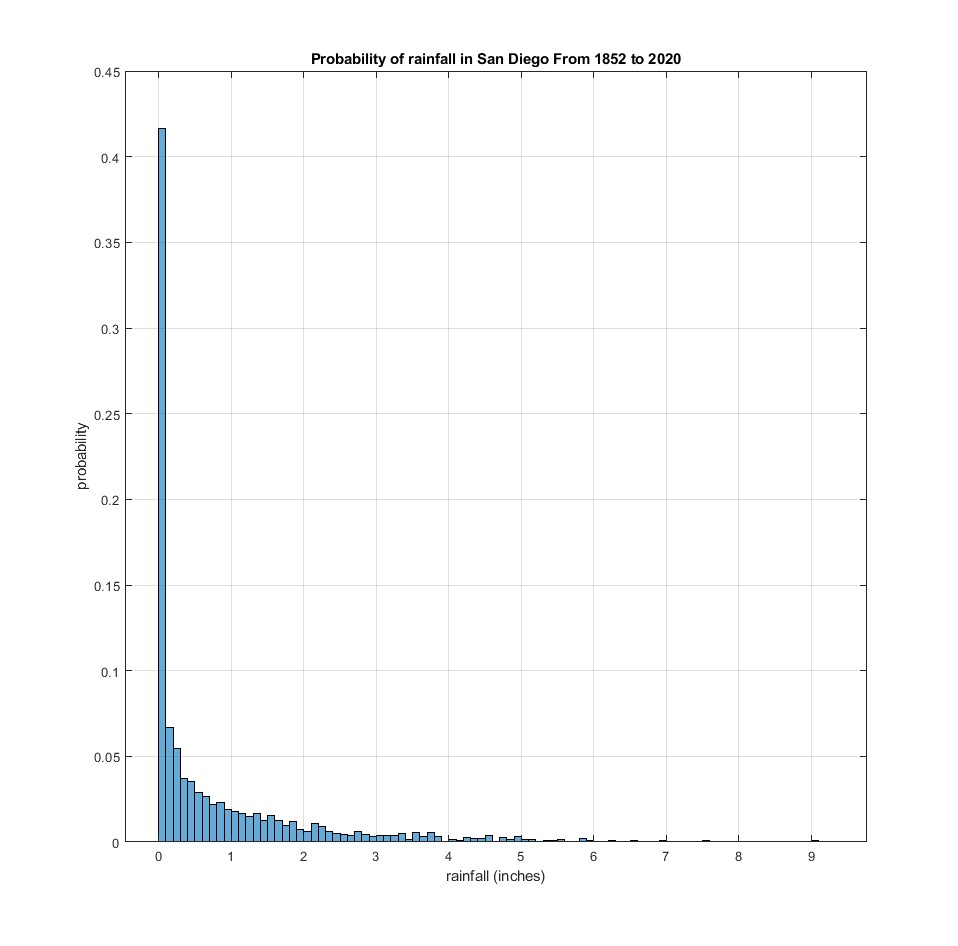 Probability of rainfall in San Diego From 1852 to 2020
0.45
0.4
0.35
0.3
0.25
0.2
0.15
0.1
0.05
0
probability
0 1 2 3 4 5 6 7 8 9
rainfall (inches)